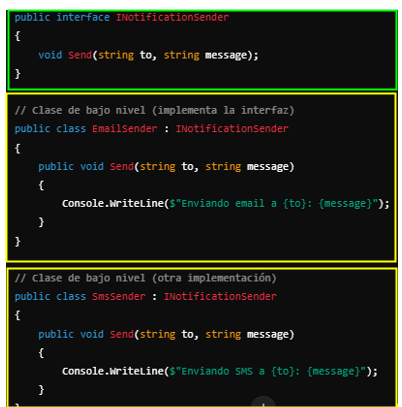 public interface INotificationSender
{
    void Send(string to, string message);
}
// Clase de bajo nivel (implementa la interfaz)
public class EmailSender : INotificationSender
{
    public void Send(string to, string message)
    {
        Console.WriteLine($"Enviando email a {to}: {message}");
    }
}
// Clase de bajo nivel (otra implementación)
public class SmsSender : INotificationSender
{
    public void Send(string to, string message)
    {
        Console.WriteLine($"Enviando SMS a {to}: {message}");
    }
}